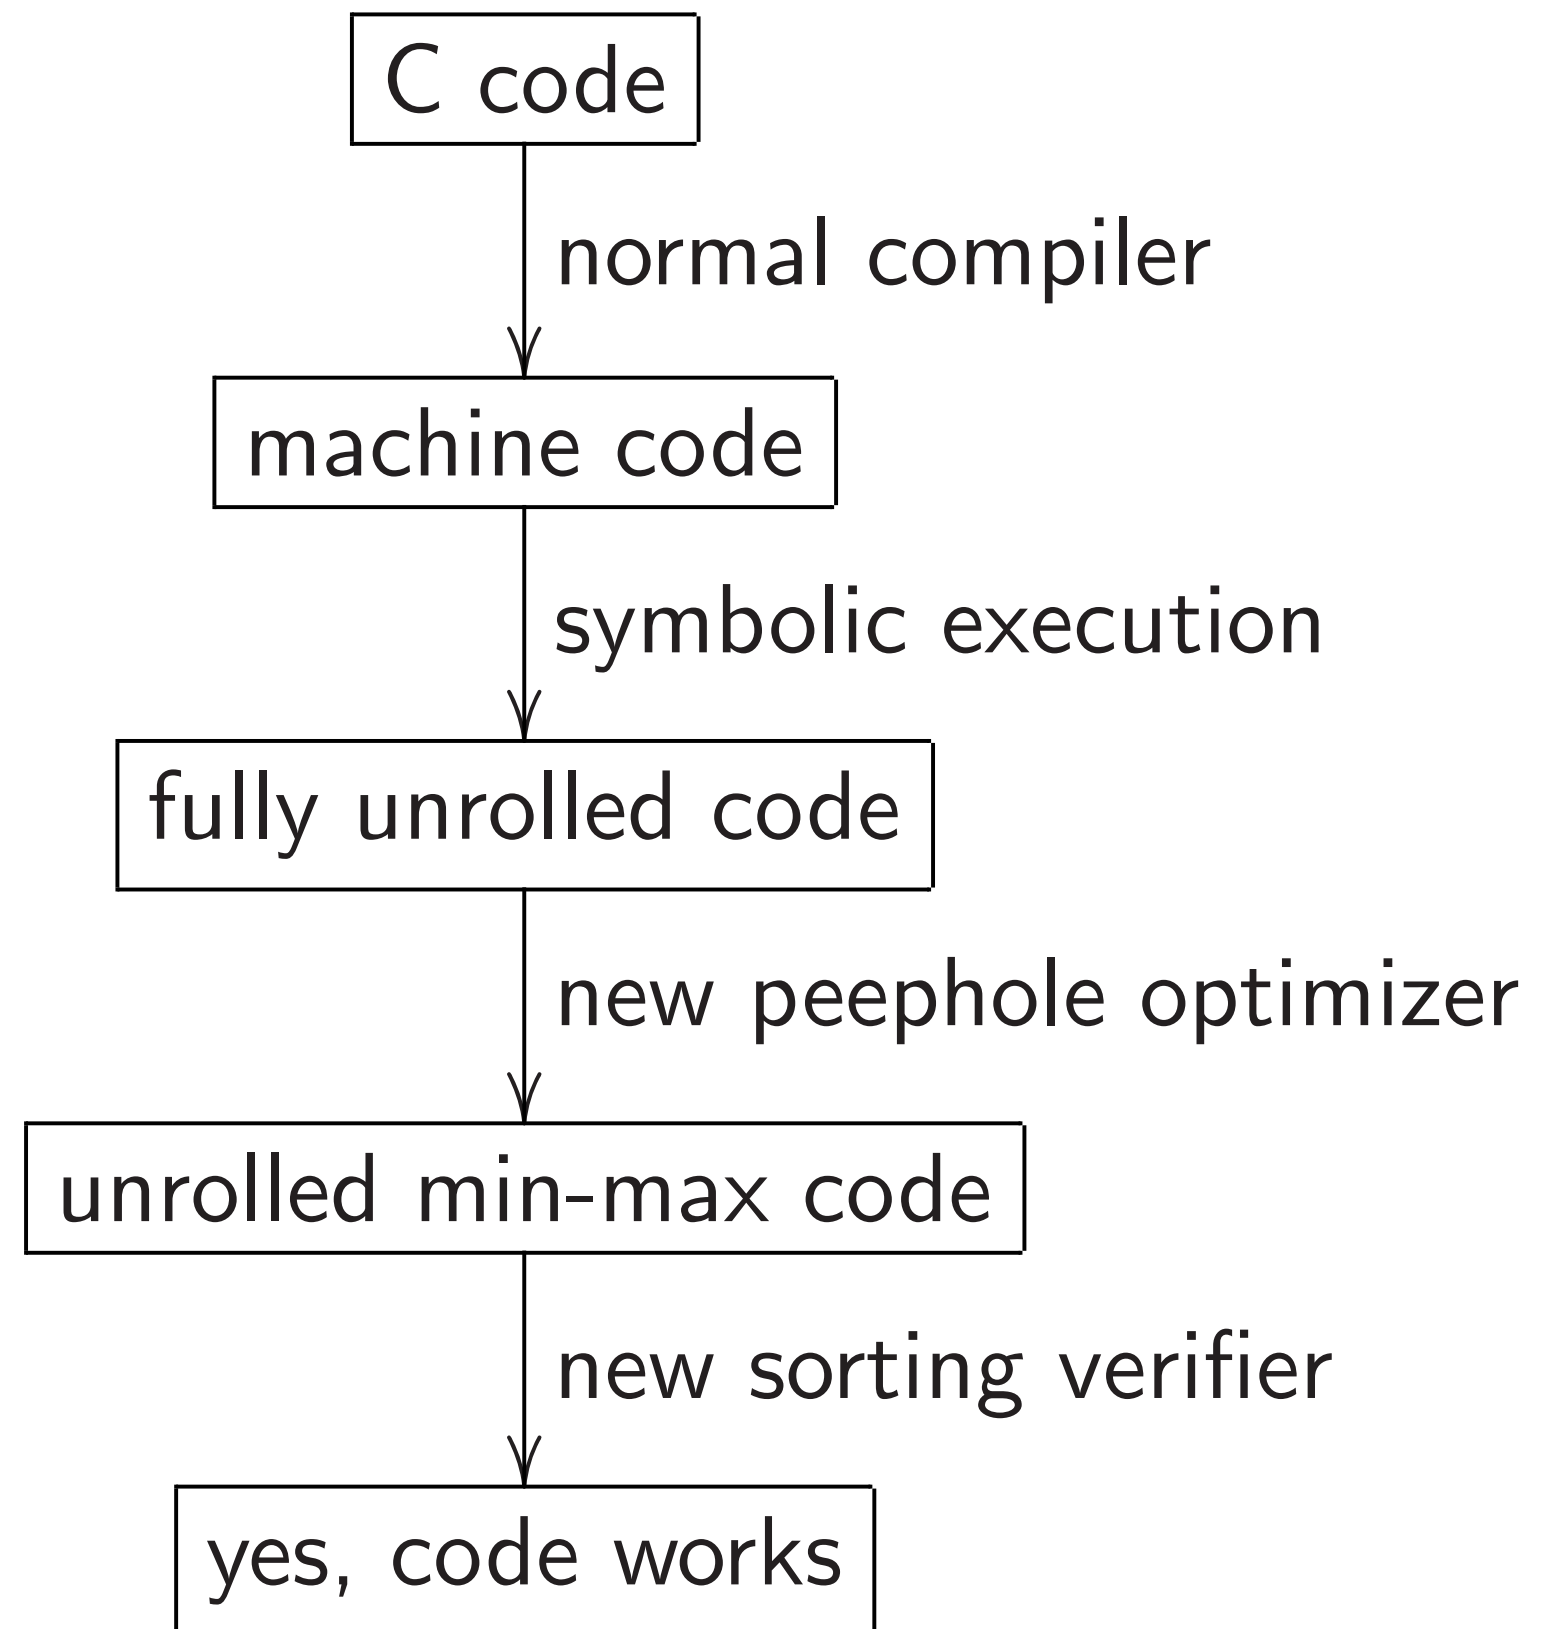 C code
normal compiler
machine code
symbolic execution
fully unrolled code
new peephole optimizer
unrolled min-max code
new sorting verifier
yes, code works